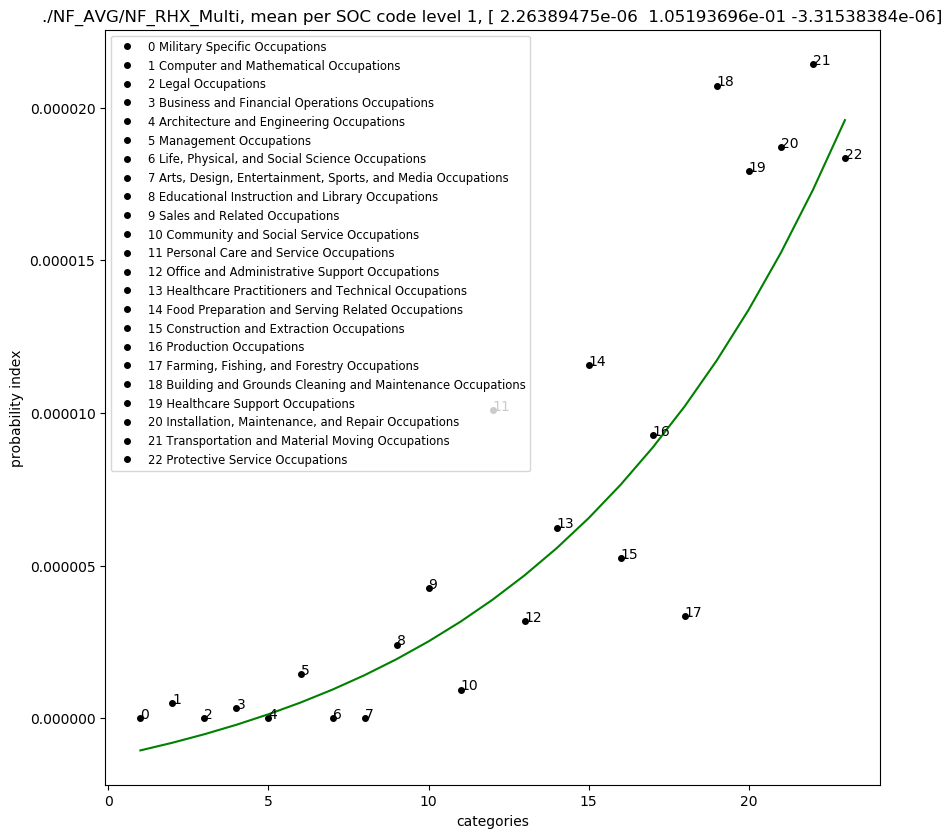 ./NF_AVG/NF_RHX_Multi, mean per SOC code level 1, [ 2.26389475e-06  1.05193696e-01 -3.31538384e-06]
0 Military Specific Occupations
1 Computer and Mathematical Occupations
2 Legal Occupations
3 Business and Financial Operations Occupations
4 Architecture and Engineering Occupations
5 Management Occupations
6 Life, Physical, and Social Science Occupations
7 Arts, Design, Entertainment, Sports, and Media Occupations
8 Educational Instruction and Library Occupations
9 Sales and Related Occupations
10 Community and Social Service Occupations
11 Personal Care and Service Occupations
12 Office and Administrative Support Occupations
13 Healthcare Practitioners and Technical Occupations
14 Food Preparation and Serving Related Occupations
15 Construction and Extraction Occupations
16 Production Occupations
17 Farming, Fishing, and Forestry Occupations
18 Building and Grounds Cleaning and Maintenance Occupations
19 Healthcare Support Occupations
20 Installation, Maintenance, and Repair Occupations
21 Transportation and Material Moving Occupations
22 Protective Service Occupations
0.000020
0.000015
0.000010
0.000005
0.000000
probability index
0
1
2
3
4
5
6
7
8
9
10
11
12
13
14
15
16
17
18
19
20
21
22
0
5
10
15
20
categories